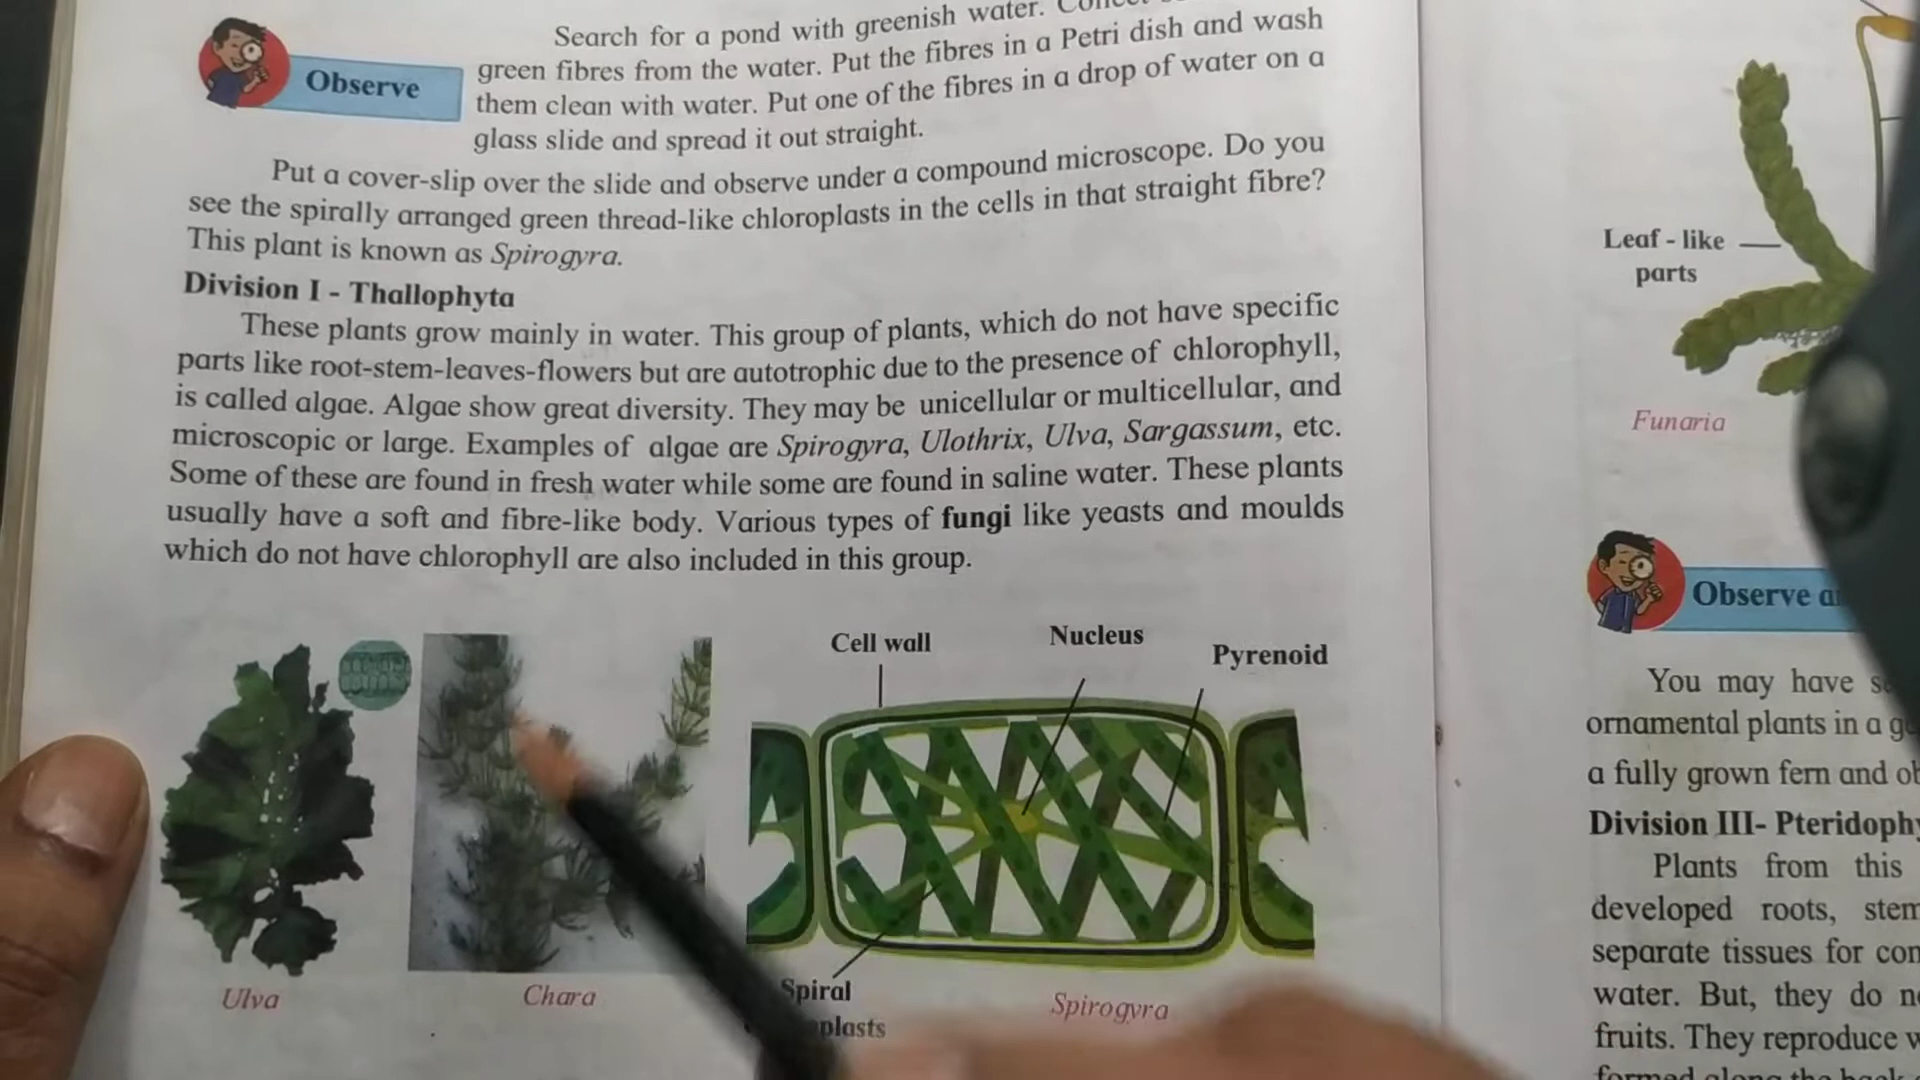 Search for a pond with greenish water.
Observe
green fibres from the water. Put the fibres in a Petri dish and wash
them clean with water. Put one of the fibres in a drop of water on a
glass slide and spread it out straight.
Put a cover-slip over the slide and observe under a compound microscope. Do you
see the spirally arranged green thread-like chloroplasts in the cells in that straight fibre?
This plant is known as Spirogyra.
Division I - Thallophyta
These plants grow mainly in water. This group of plants, which do not have specific
parts like root-stem-leaves-flowers but are autotrophic due to the presence of chlorophyll,
is called algae. Algae show great diversity. They may be unicellular or multicellular, and
microscopic or large. Examples of algae are Spirogyra, Ulothrix, Ulva, Sargassum, etc.
Some of these are found in fresh water while some are found in saline water. These plants
usually have a soft and fibre-like body. Various types of fungi like yeasts and moulds
which do not have chlorophyll are also included in this group.
Cell wall
Nucleus
Pyrenoid
Spiral
plasts
Ulva
Chara
Spirogyra
Leaf - like
parts
Funaria
Observe
You may have
ornamental plants in a
a fully grown fern and
Division III- Pteridophy
Plants from this
developed roots, stem
separate tissues for
water. But, they do
fruits. They reproduce